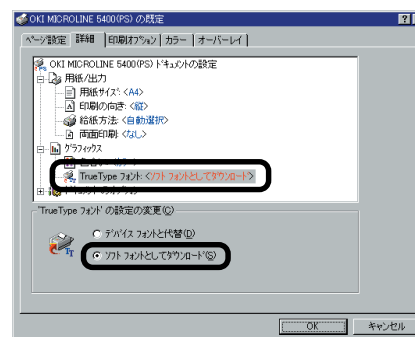 OKI MICROLINE 5400(PS) の既定
ページ設定 詳細 印刷オプション カラー オーバーレイ
OKI MICROLINE 5400(PS) ドキュメントの設定
用紙/出力
用紙サイズ: <A4>
印刷の向き: <縦>
給紙方法: <自動選択>
両面印刷: <なし>
グラフィックス
TrueType フォント: <ソフト フォントとしてダウンロード>
'TrueType フォント' の設定の変更(C)
デバイス フォントと代替(D)
ソフト フォントとしてダウンロード(S)
OK キャンセル